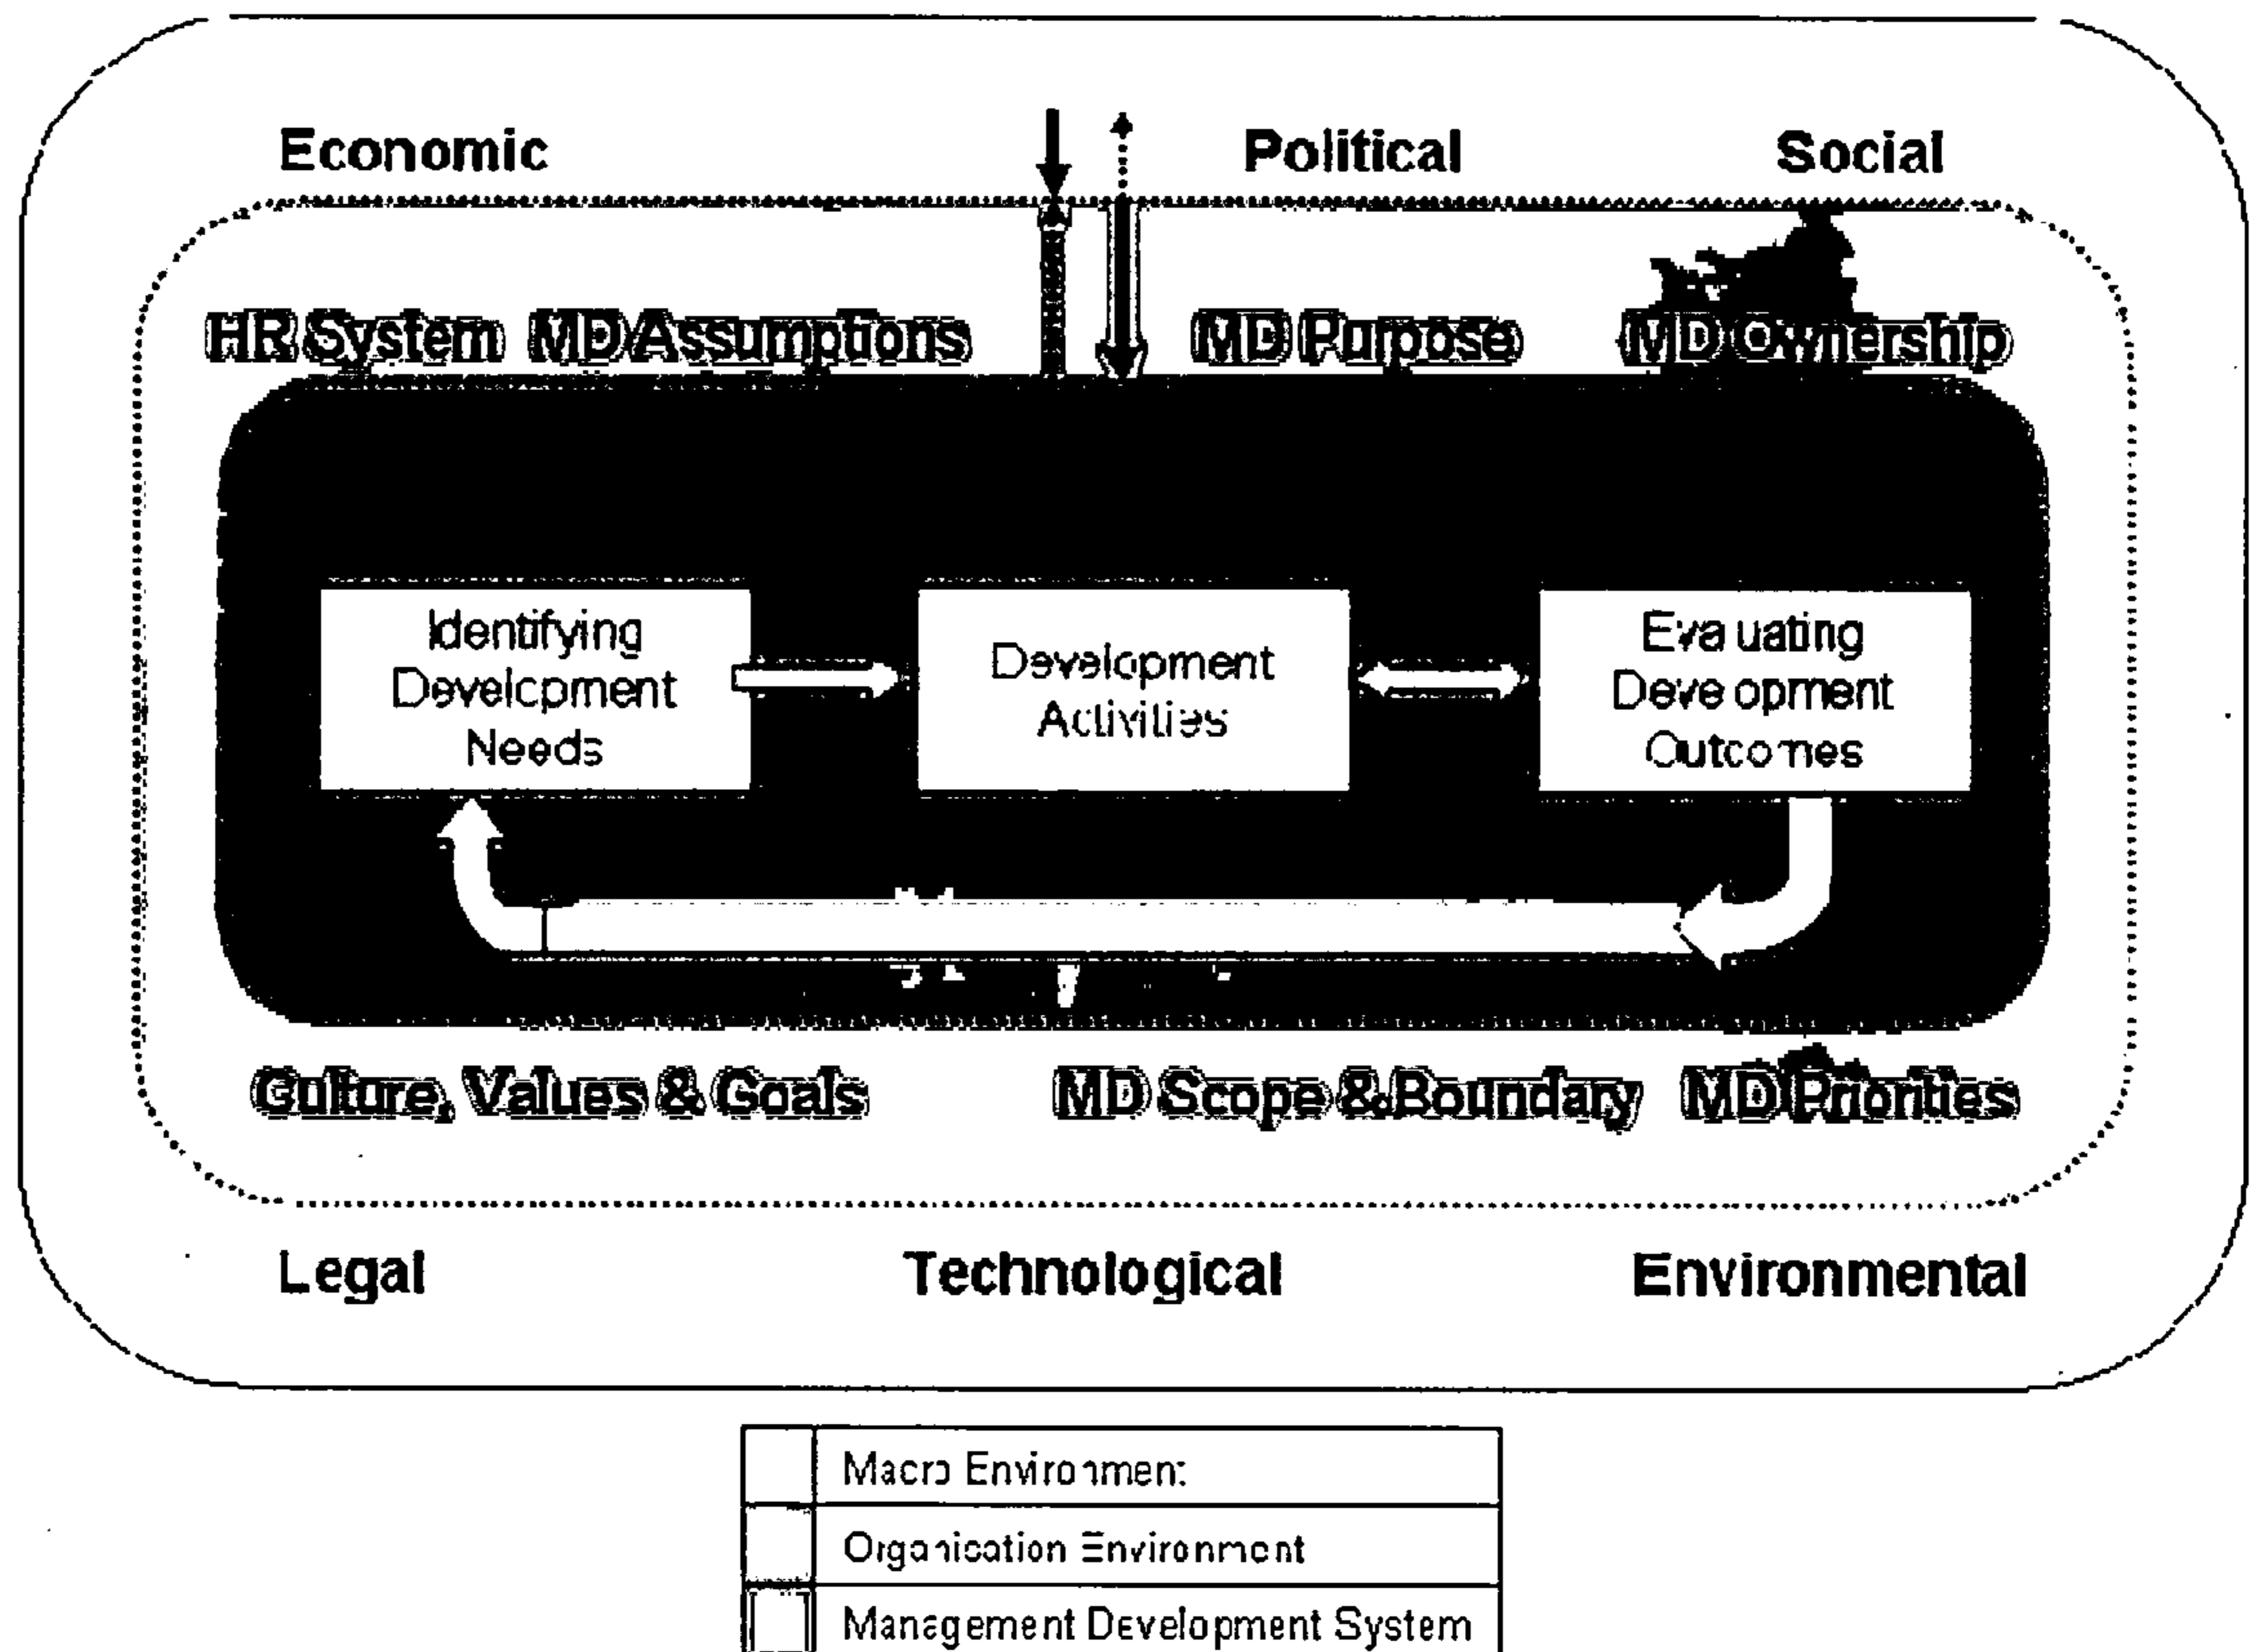 Economic Political Social
HR System MD Assumptions MD Purpose MD Ownership
Identifying
Development
Needs
Development
Activities
Evaluating
Development
Outcomes
Culture, Values & Goals MD Scope & Boundary MD Priorities
Legal Technological Environmental
Macro Environment
Organisation Environment
Management Development System